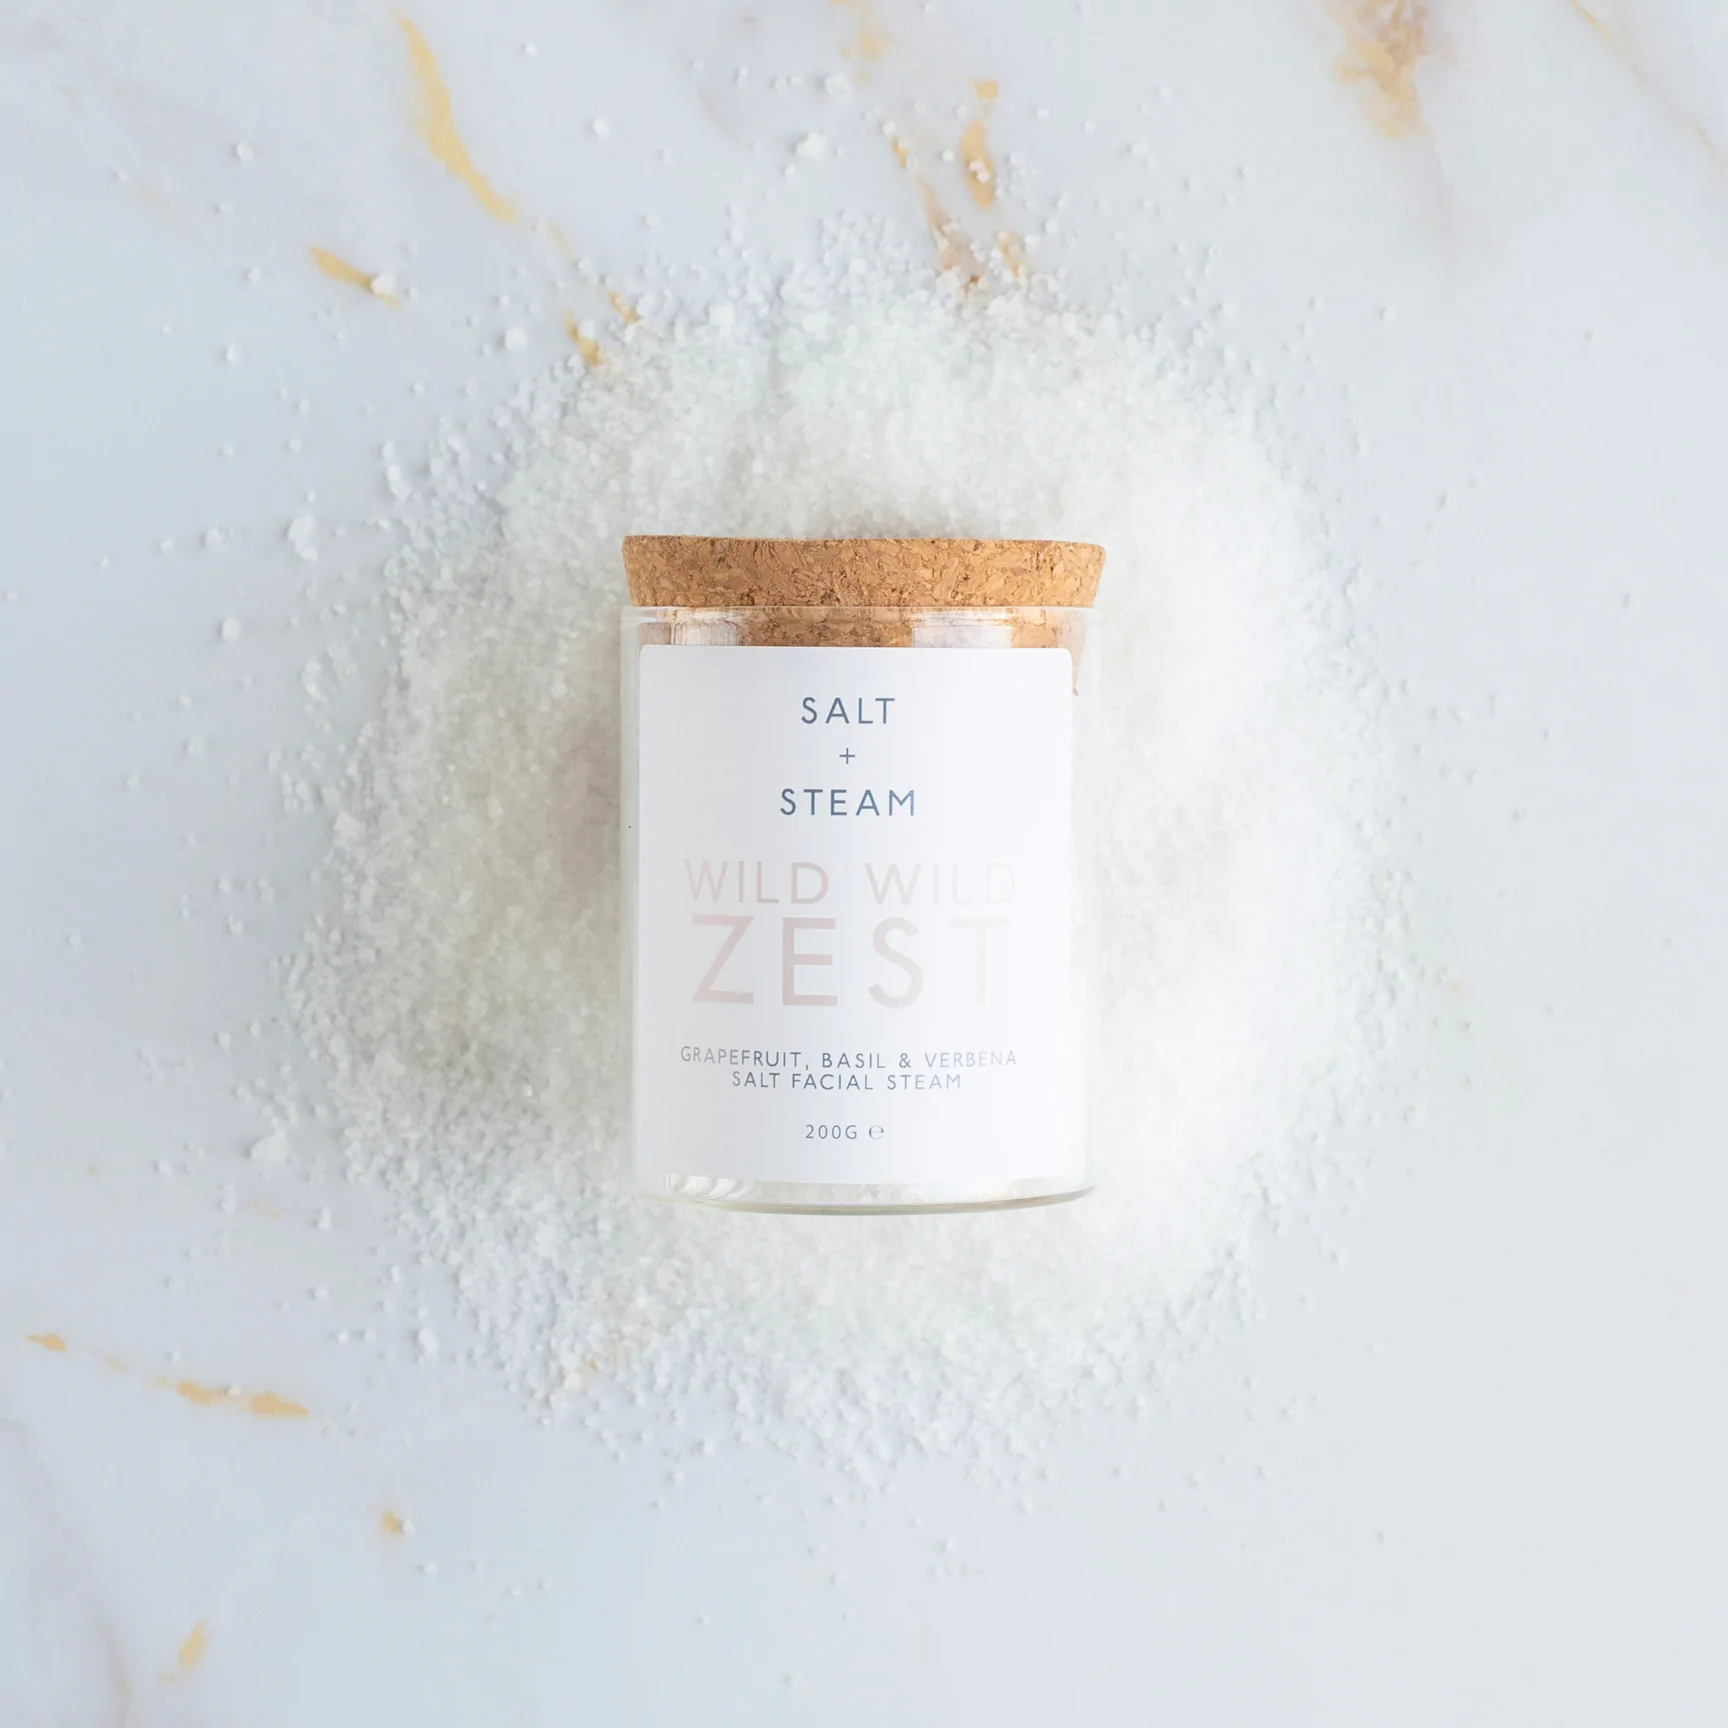 SALT
+
STEAM
WILD WILD
ZEST
GRAPEFRUIT, BASIL & VERBENA
SALT FACIAL STEAM
200G ℮